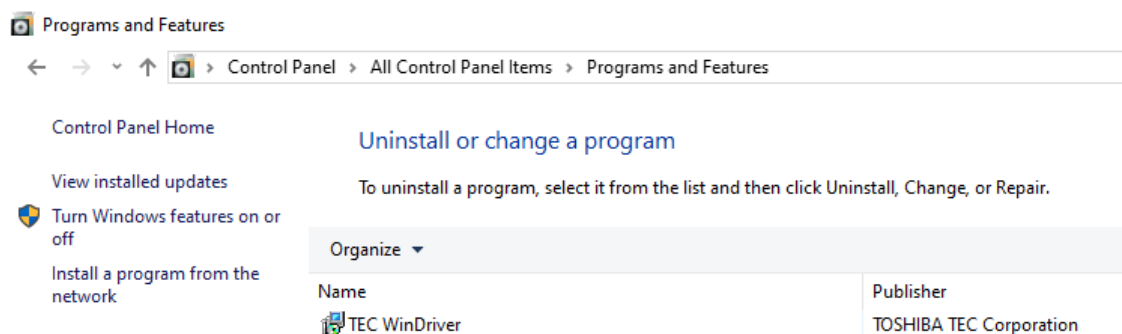 Programs and Features
Control Panel > All Control Panel Items > Programs and Features
Control Panel Home
View installed updates
Turn Windows features on or
off
Install a program from the
network
Uninstall or change a program
To uninstall a program, select it from the list and then click Uninstall, Change, or Repair.
Organize
Name Publisher
TEC WinDriver TOSHIBA TEC Corporation